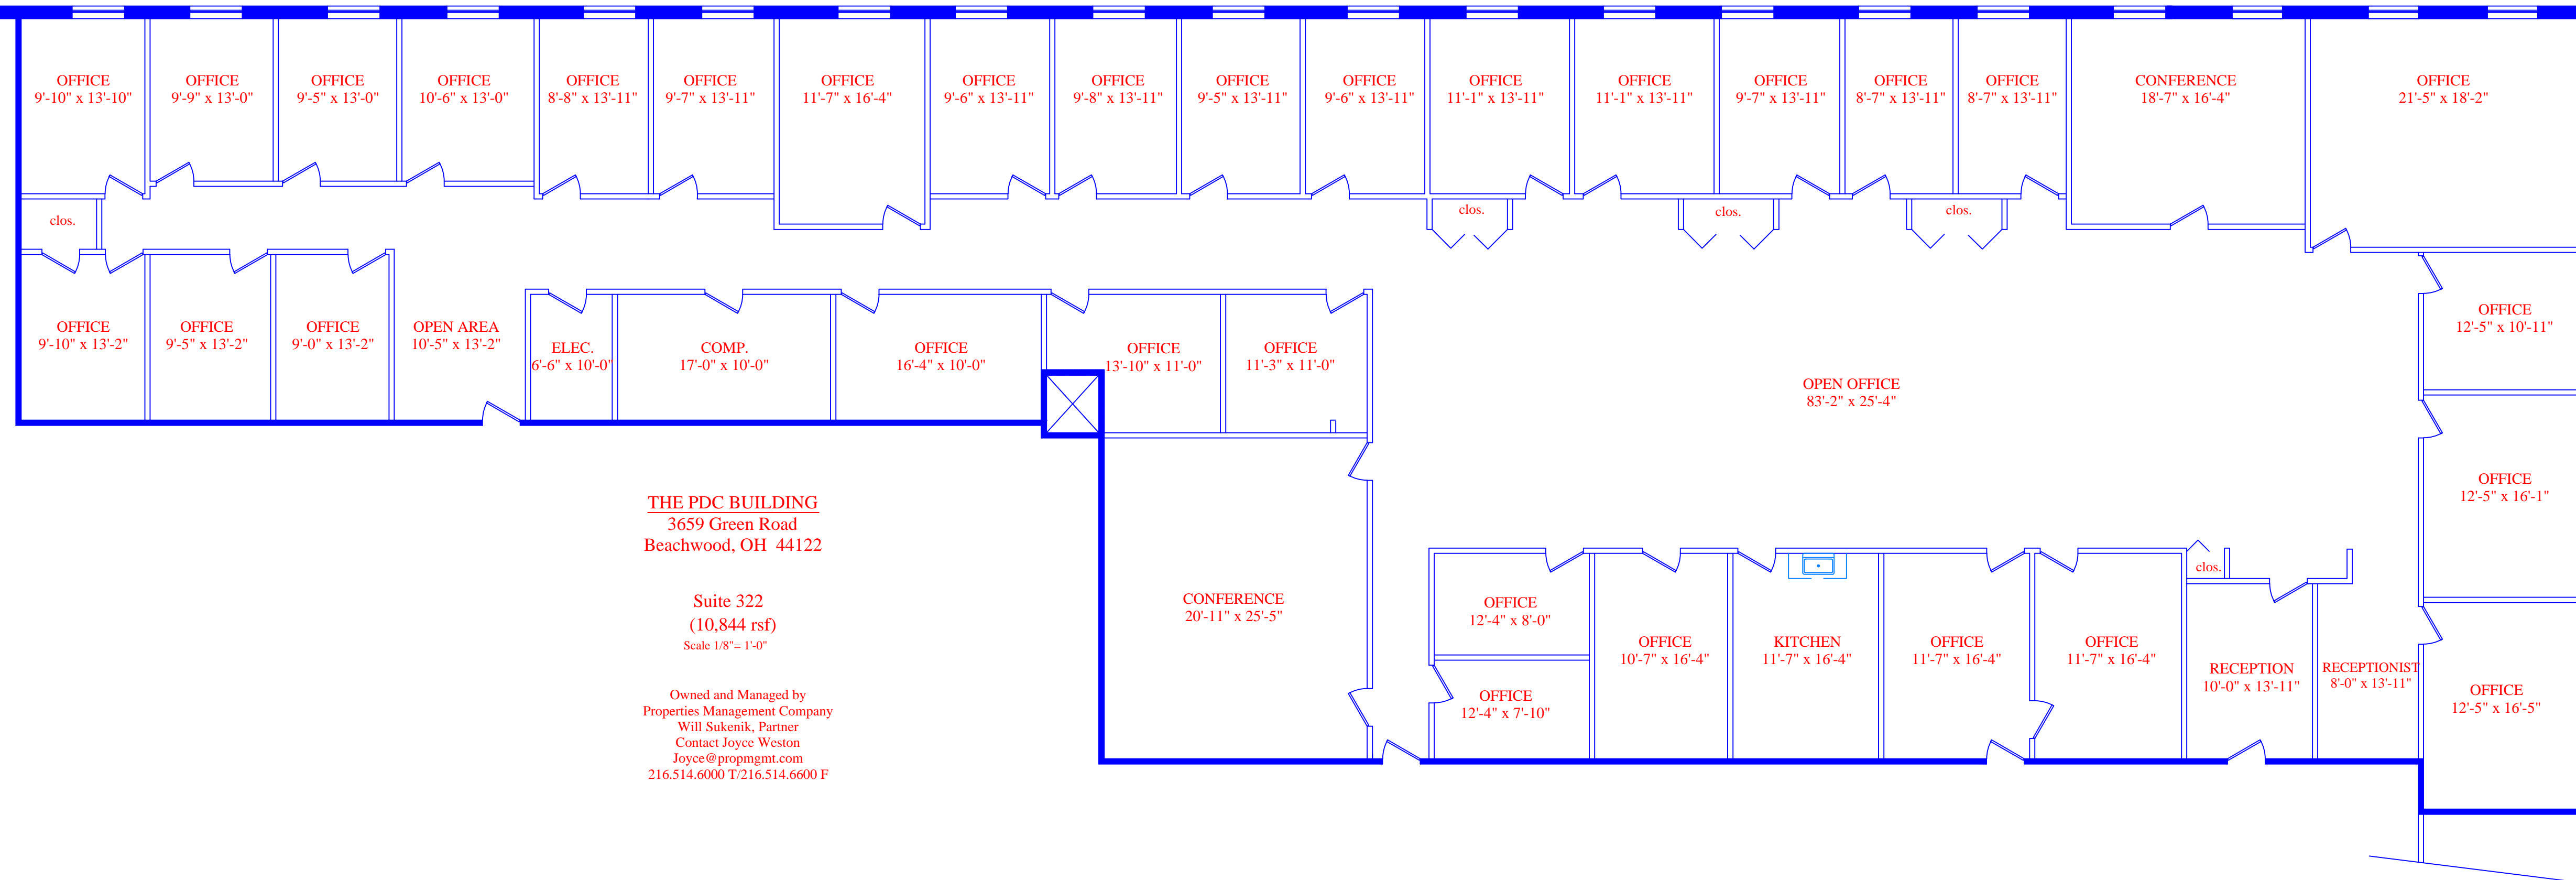 OFFICE
9'-10" x 13'-10"
OFFICE
9'-9" x 13'-0"
OFFICE
9'-5" x 13'-0"
OFFICE
10'-6" x 13'-0"
OFFICE
8'-8" x 13'-11"
OFFICE
9'-7" x 13'-11"
OFFICE
11'-7" x 16'-4"
OFFICE
9'-6" x 13'-11"
OFFICE
9'-8" x 13'-11"
OFFICE
9'-5" x 13'-11"
OFFICE
9'-6" x 13'-11"
OFFICE
11'-1" x 13'-11"
OFFICE
11'-1" x 13'-11"
OFFICE
9'-7" x 13'-11"
OFFICE
8'-7" x 13'-11"
OFFICE
8'-7" x 13'-11"
CONFERENCE
18'-7" x 16'-4"
OFFICE
21'-5" x 18'-2"
clos.
clos.
clos.
clos.
OFFICE
9'-10" x 13'-2"
OFFICE
9'-5" x 13'-2"
OFFICE
9'-0" x 13'-2"
OPEN AREA
10'-5" x 13'-2"
ELEC.
6'-6" x 10'-0"
COMP.
17'-0" x 10'-0"
OFFICE
16'-4" x 10'-0"
OFFICE
13'-10" x 11'-0"
OFFICE
11'-3" x 11'-0"
OPEN OFFICE
83'-2" x 25'-4"
OFFICE
12'-5" x 10'-11"
OFFICE
12'-5" x 16'-1"
THE PDC BUILDING
3659 Green Road
Beachwood, OH  44122
Suite 322
(10,844 rsf)
Scale 1/8"= 1'-0"
Owned and Managed by
Properties Management Company
Will Sukenik, Partner
Contact Joyce Weston
Joyce@propmgmt.com
216.514.6000 T/216.514.6600 F
CONFERENCE
20'-11" x 25'-5"
OFFICE
12'-4" x 8'-0"
OFFICE
12'-4" x 7'-10"
OFFICE
10'-7" x 16'-4"
KITCHEN
11'-7" x 16'-4"
OFFICE
11'-7" x 16'-4"
OFFICE
11'-7" x 16'-4"
clos.
RECEPTION
10'-0" x 13'-11"
RECEPTIONIST
8'-0" x 13'-11"
OFFICE
12'-5" x 16'-5"